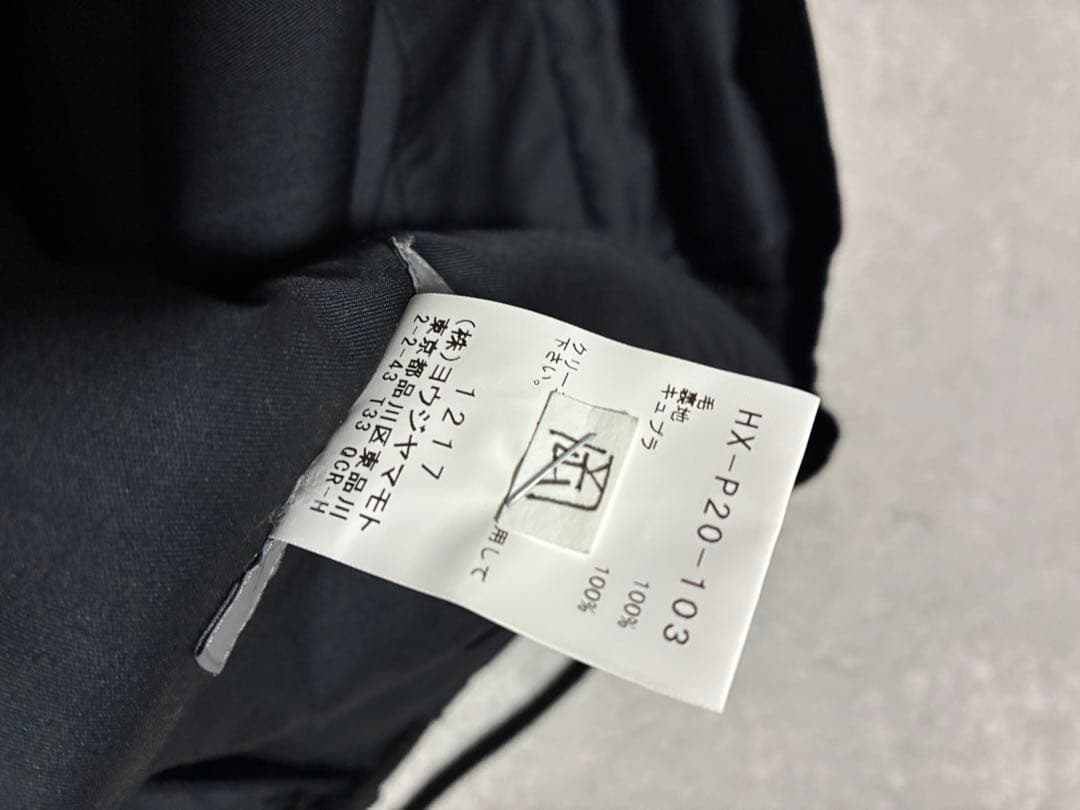 HX-P20-103
毛 100%
裏地
キュプラ 100%
クリー 用して
下さい。
1217
(株)ヨウジヤマモト
東京都品川区東品川
2-2-43 T33 QCR-H